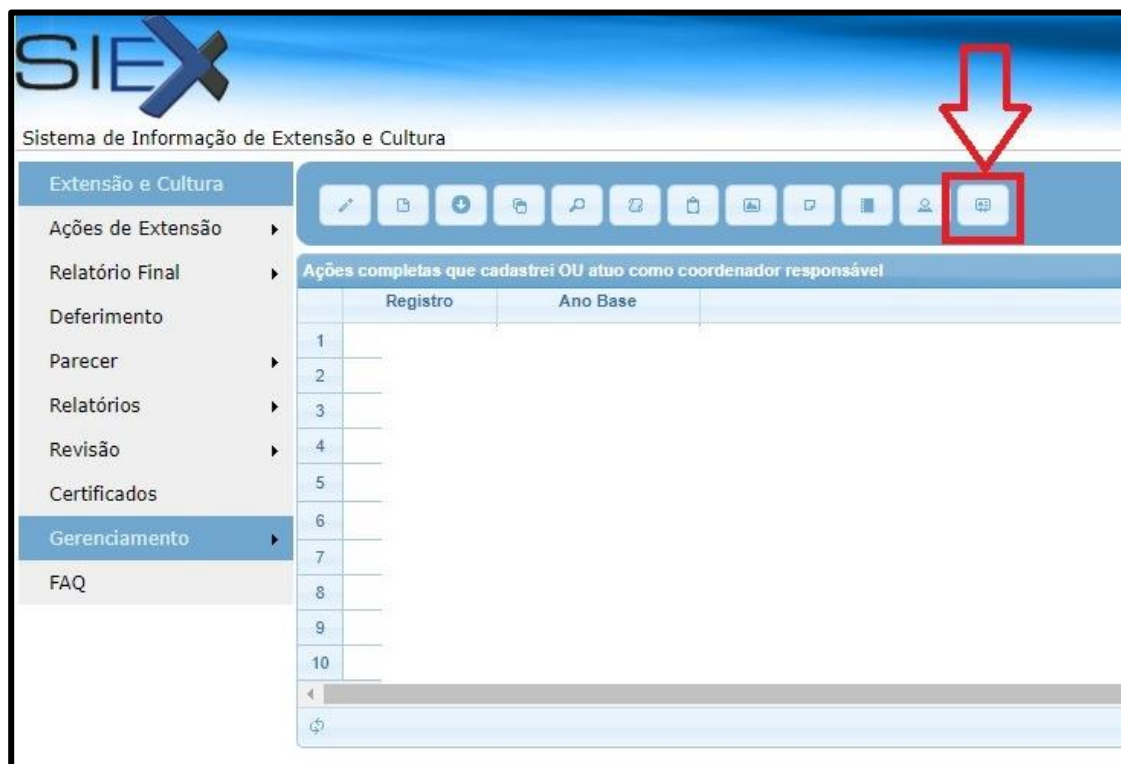 SIEX
Sistema de Informação de Extensão e Cultura
Extensão e Cultura
Ações de Extensão
Relatório Final
Deferimento
Parecer
Relatórios
Revisão
Certificados
Gerenciamento
FAQ
Ações completas que cadastrei OU atuo como coordenador responsável
Registro Ano Base
1
2
3
4
5
6
7
8
9
10